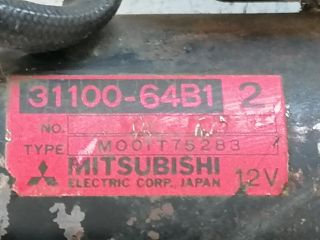 31100-64B1 2
NO.
TYPE M001T75283
MITSUBISHI
ELECTRIC CORP. JAPAN 12V